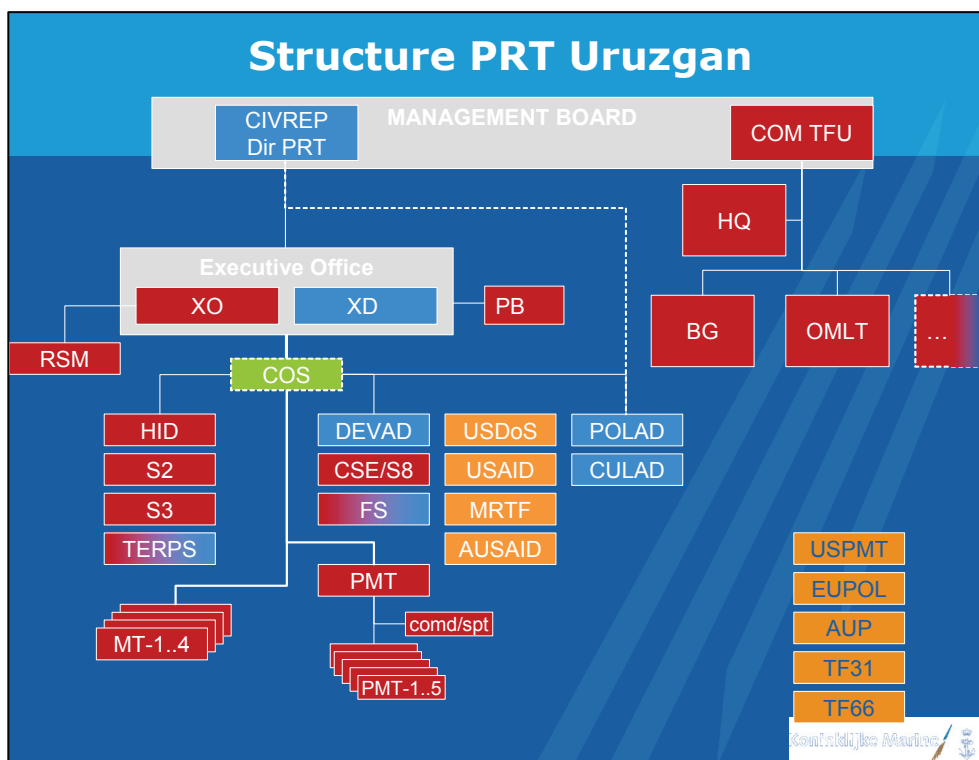 Structure PRT Uruzgan
CIVREP
Dir PRT
MANAGEMENT BOARD
COM TFU
HQ
Executive Office
XO
XD
PB
BG
OMLT
...
RSM
COS
HID
DEVAD
USDoS
POLAD
S2
CSE/S8
USAID
CULAD
S3
FS
MRTF
TERPS
AUSAID
USPMT
PMT
EUPOL
comd/spt
AUP
MT-1..4
TF31
PMT-1..5
TF66
Koninklijke Marine